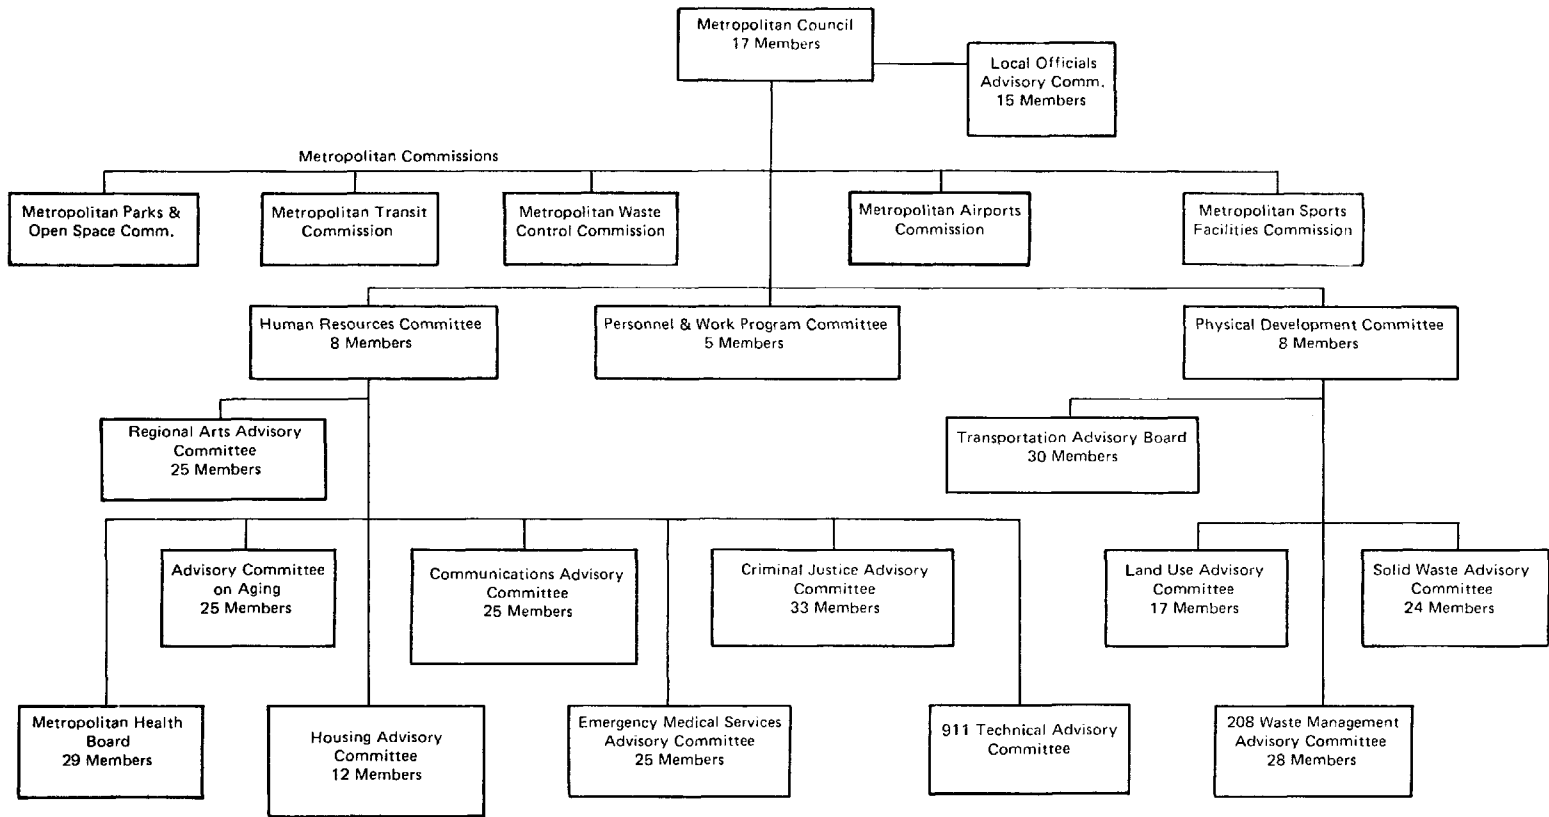 Metropolitan Council
17 Members
Local Officials
Advisory Comm.
15 Members
Metropolitan Commissions
Metropolitan Parks &
Open Space Comm.
Metropolitan Transit
Commission
Metropolitan Waste
Control Commission
Metropolitan Airports
Commission
Metropolitan Sports
Facilities Commission
Human Resources Committee
8 Members
Personnel & Work Program Committee
5 Members
Physical Development Committee
8 Members
Regional Arts Advisory
Committee
25 Members
Transportation Advisory Board
30 Members
Advisory Committee
on Aging
25 Members
Communications Advisory
Committee
25 Members
Criminal Justice Advisory
Committee
33 Members
Land Use Advisory
Committee
17 Members
Solid Waste Advisory
Committee
24 Members
Metropolitan Health
Board
29 Members
Housing Advisory
Committee
12 Members
Emergency Medical Services
Advisory Committee
25 Members
911 Technical Advisory
Committee
208 Waste Management
Advisory Committee
28 Members